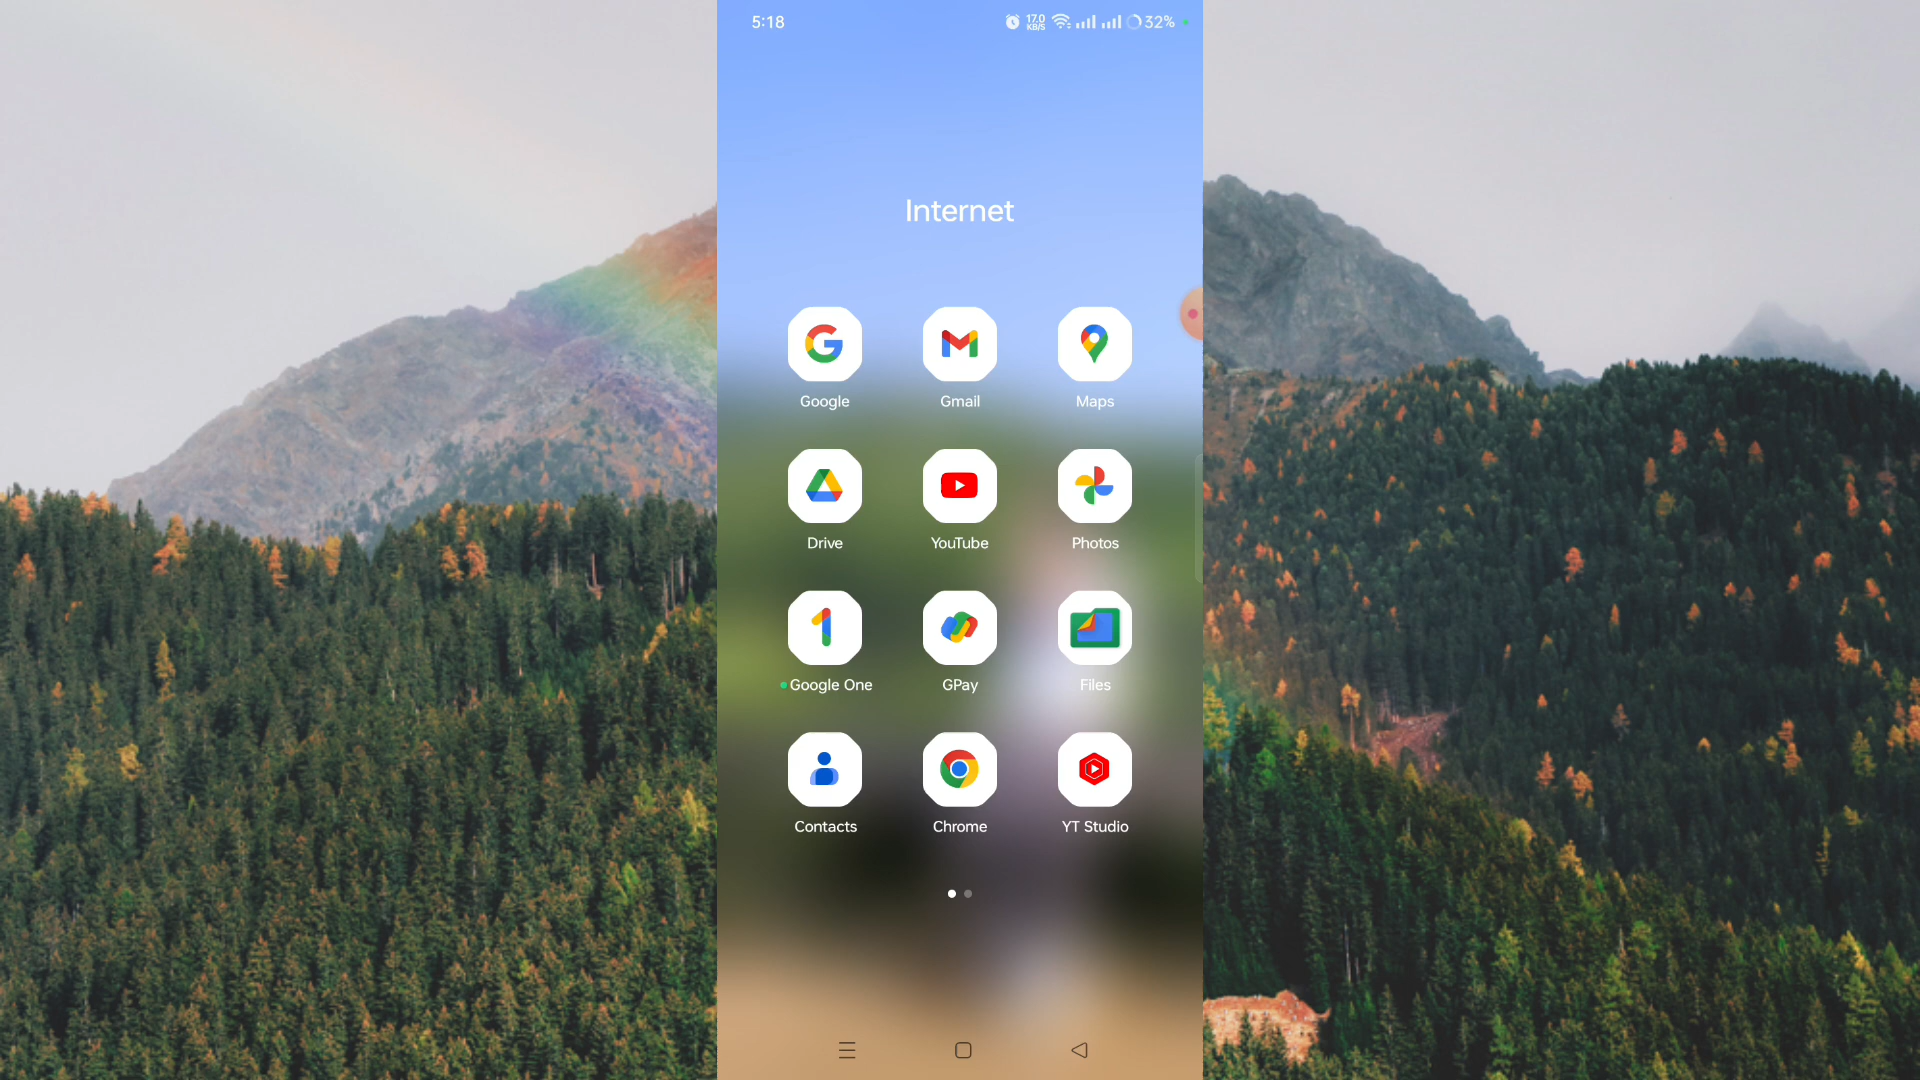 5:18
17.0
KB/S
32%
Internet
Google
Gmail
Maps
Drive
YouTube
Photos
Google One
GPay
Files
Contacts
Chrome
YT Studio